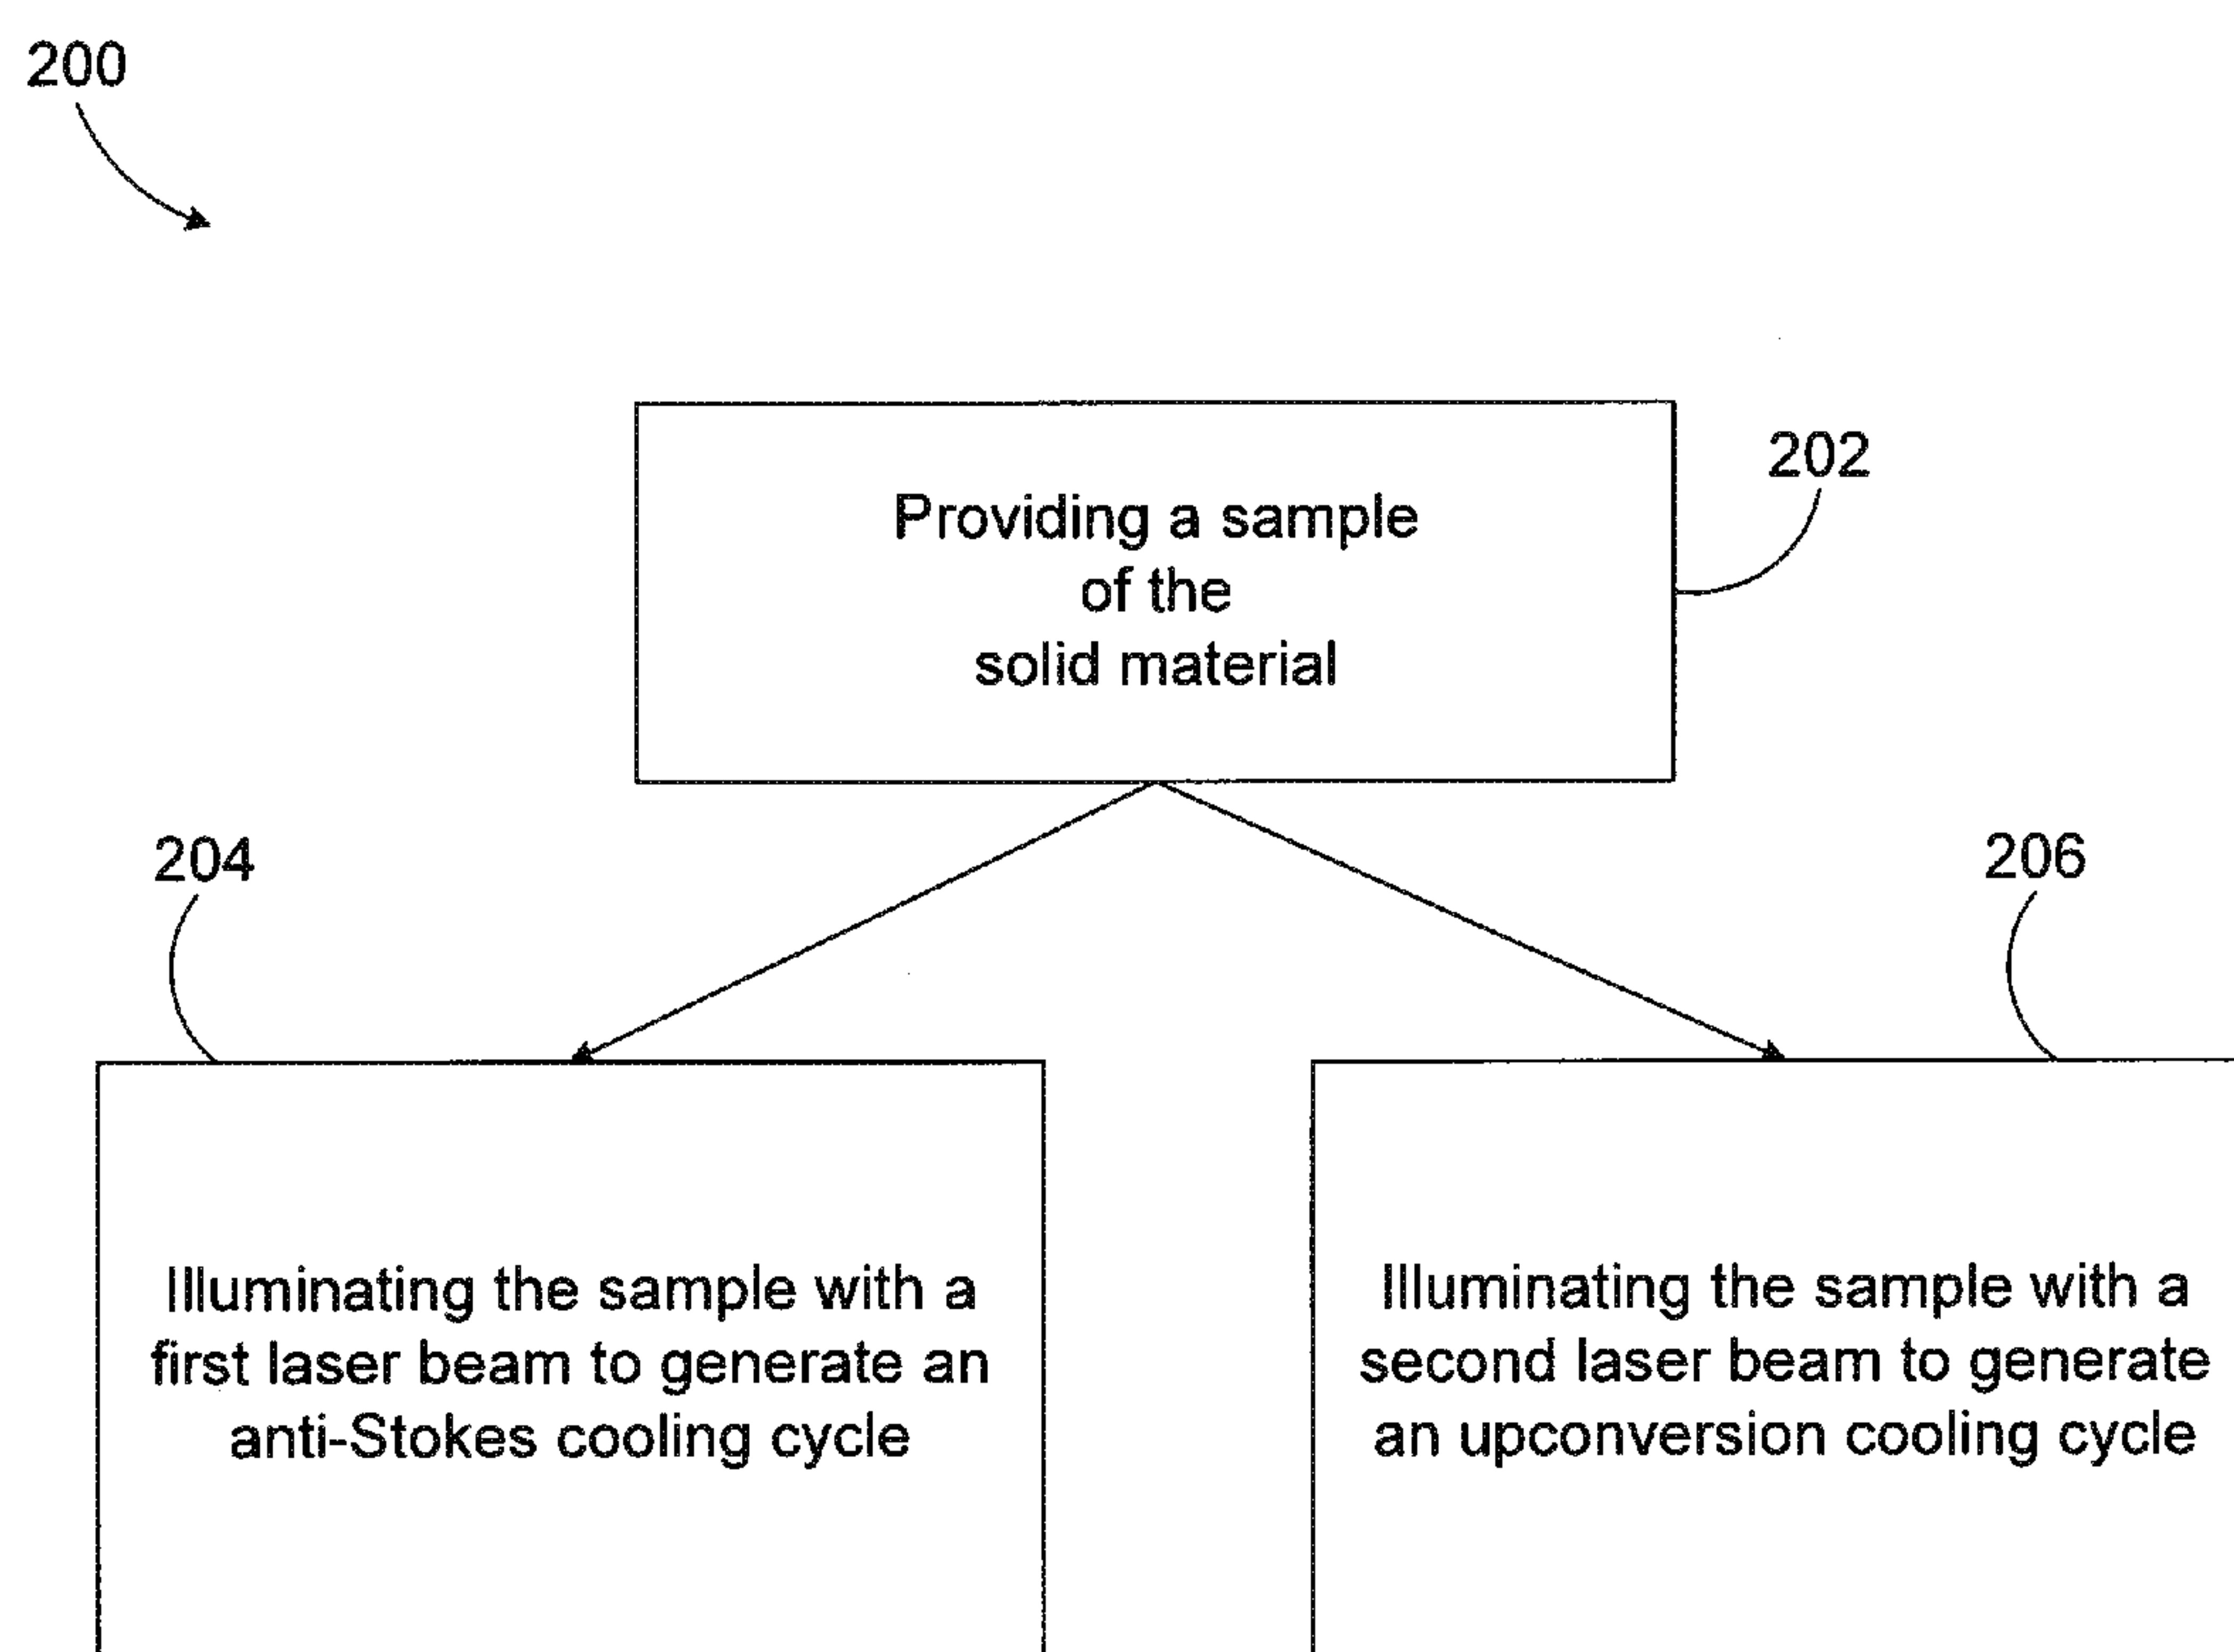 200
202
Providing a sample
of the
solid material
204
206
Illuminating the sample with a
first laser beam to generate an
anti-Stokes cooling cycle
Illuminating the sample with a
second laser beam to generate
an upconversion cooling cycle